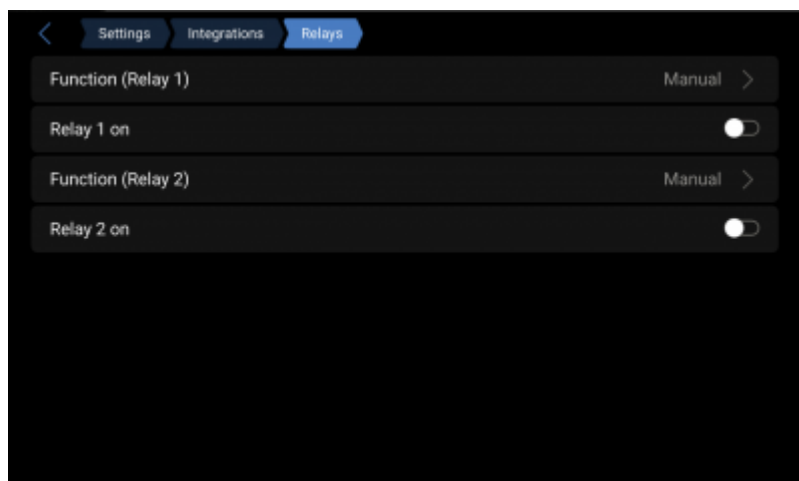 Settings Integrations Relays
Function (Relay 1) Manual
Relay 1 on
Function (Relay 2) Manual
Relay 2 on